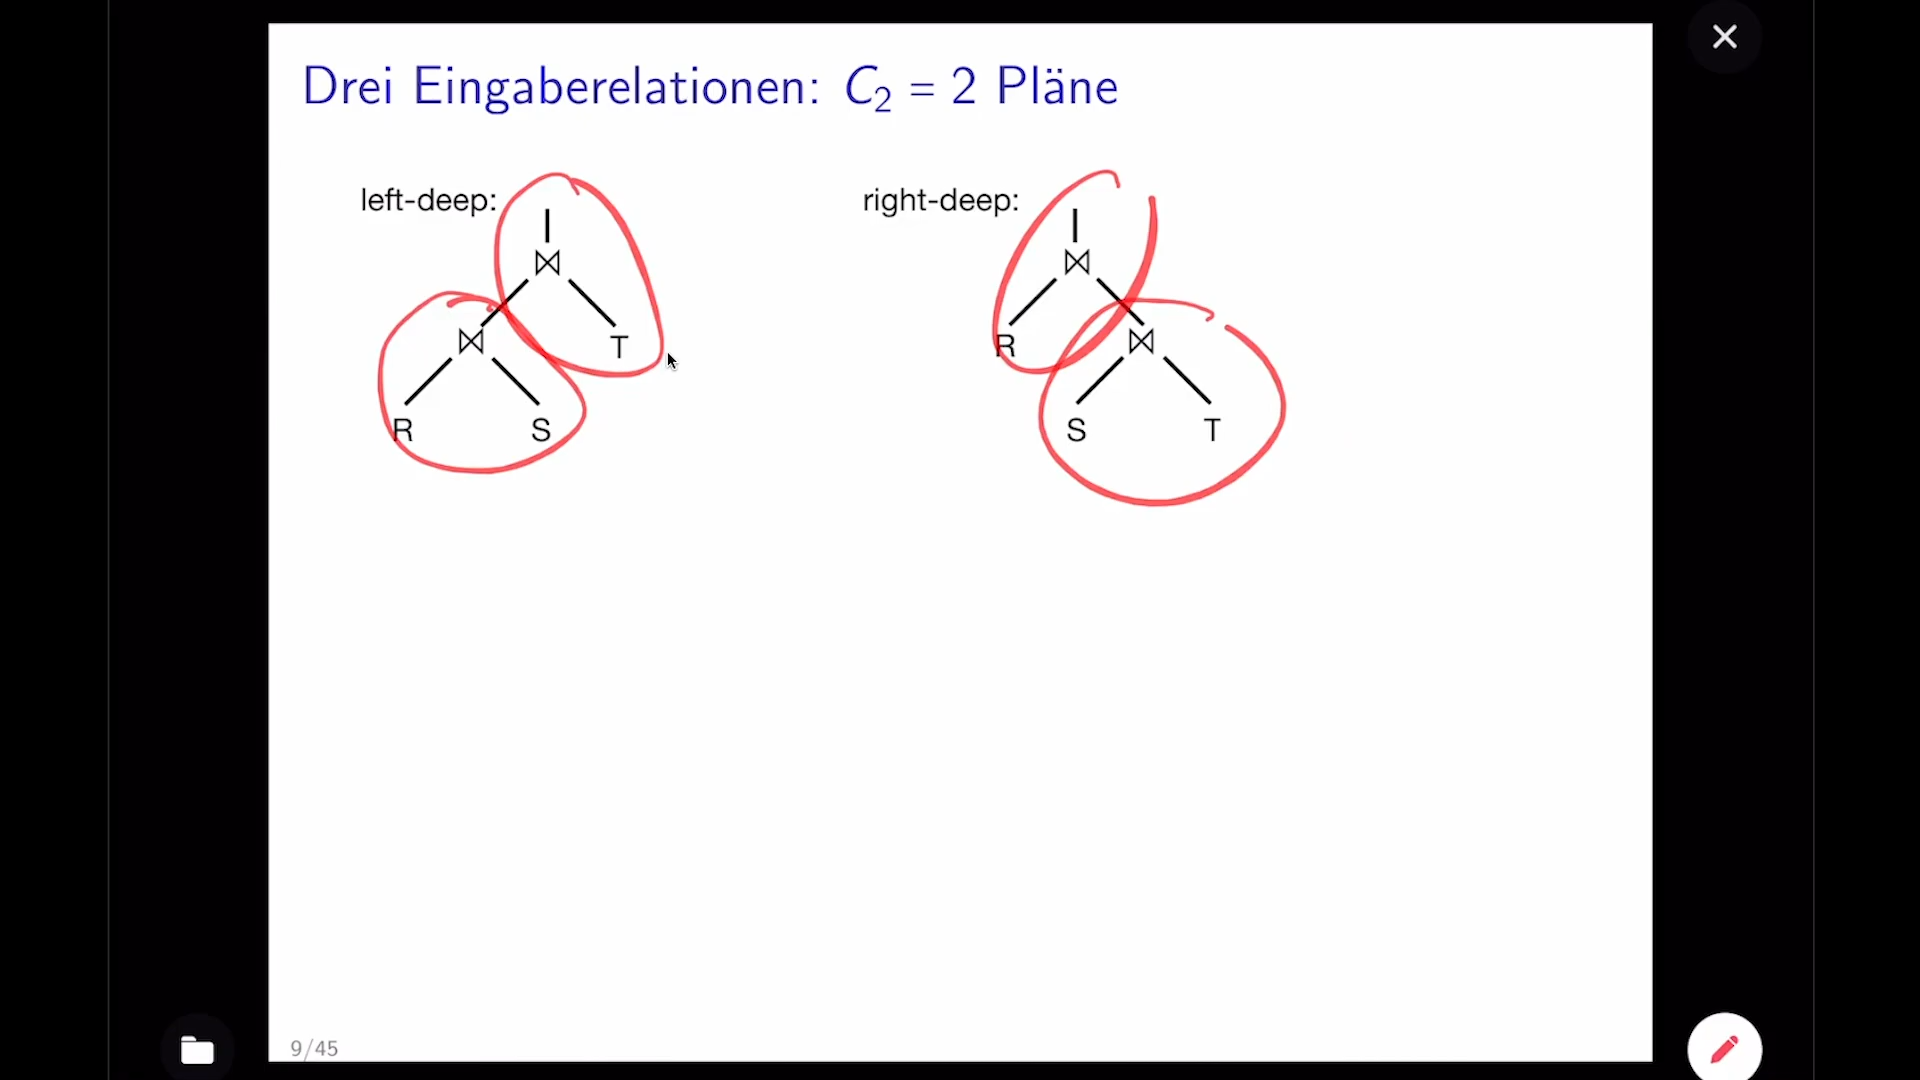 Drei Eingaberelationen: C₂ = 2 Pläne
left-deep:
⋈
⋈ T
R S
right-deep:
⋈
R ⋈
S T
9/45